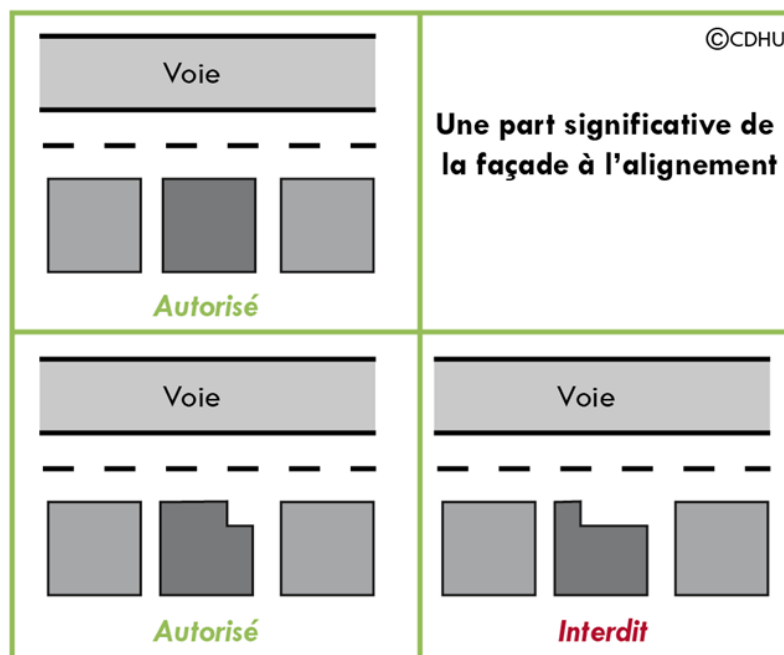 Voie
Autorisé
©CDHU
Une part significative de
la façade à l'alignement
Voie
Autorisé
Voie
Interdit